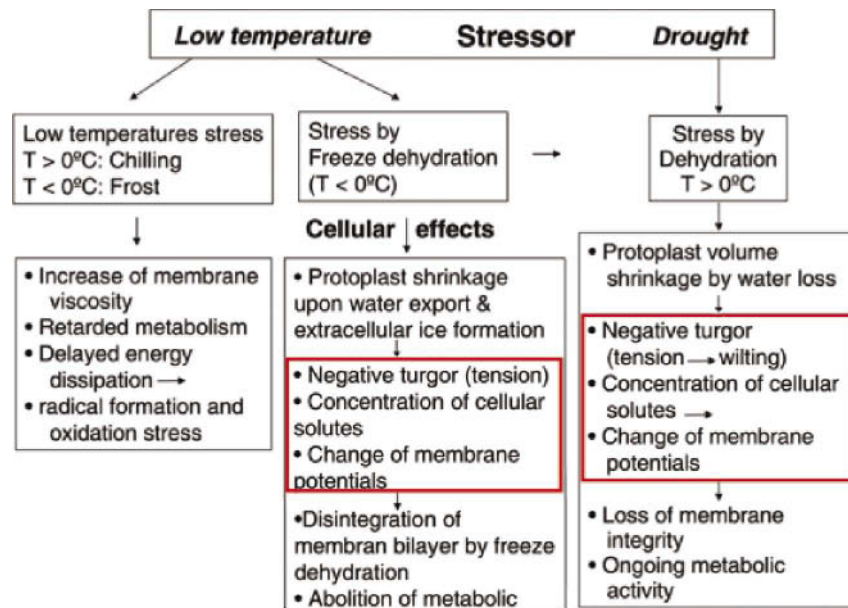 Low temperature Stressor Drought
Low temperatures stress
T > 0ºC: Chilling
T < 0ºC: Frost
Stress by
Freeze dehydration
(T < 0ºC)
Stress by
Dehydration
T > 0ºC
Cellular effects
• Increase of membrane
viscosity
• Retarded metabolism
• Delayed energy
dissipation →
• radical formation and
oxidation stress
• Protoplast shrinkage
upon water export &
extracellular ice formation
• Negative turgor (tension)
• Concentration of cellular
solutes
• Change of membrane
potentials
•Disintegration of
membran bilayer by freeze
dehydration
• Abolition of metabolic
• Protoplast volume
shrinkage by water loss
• Negative turgor
(tension → wilting)
• Concentration of cellular
solutes →
• Change of membrane
potentials
• Loss of membrane
integrity
• Ongoing metabolic
activity